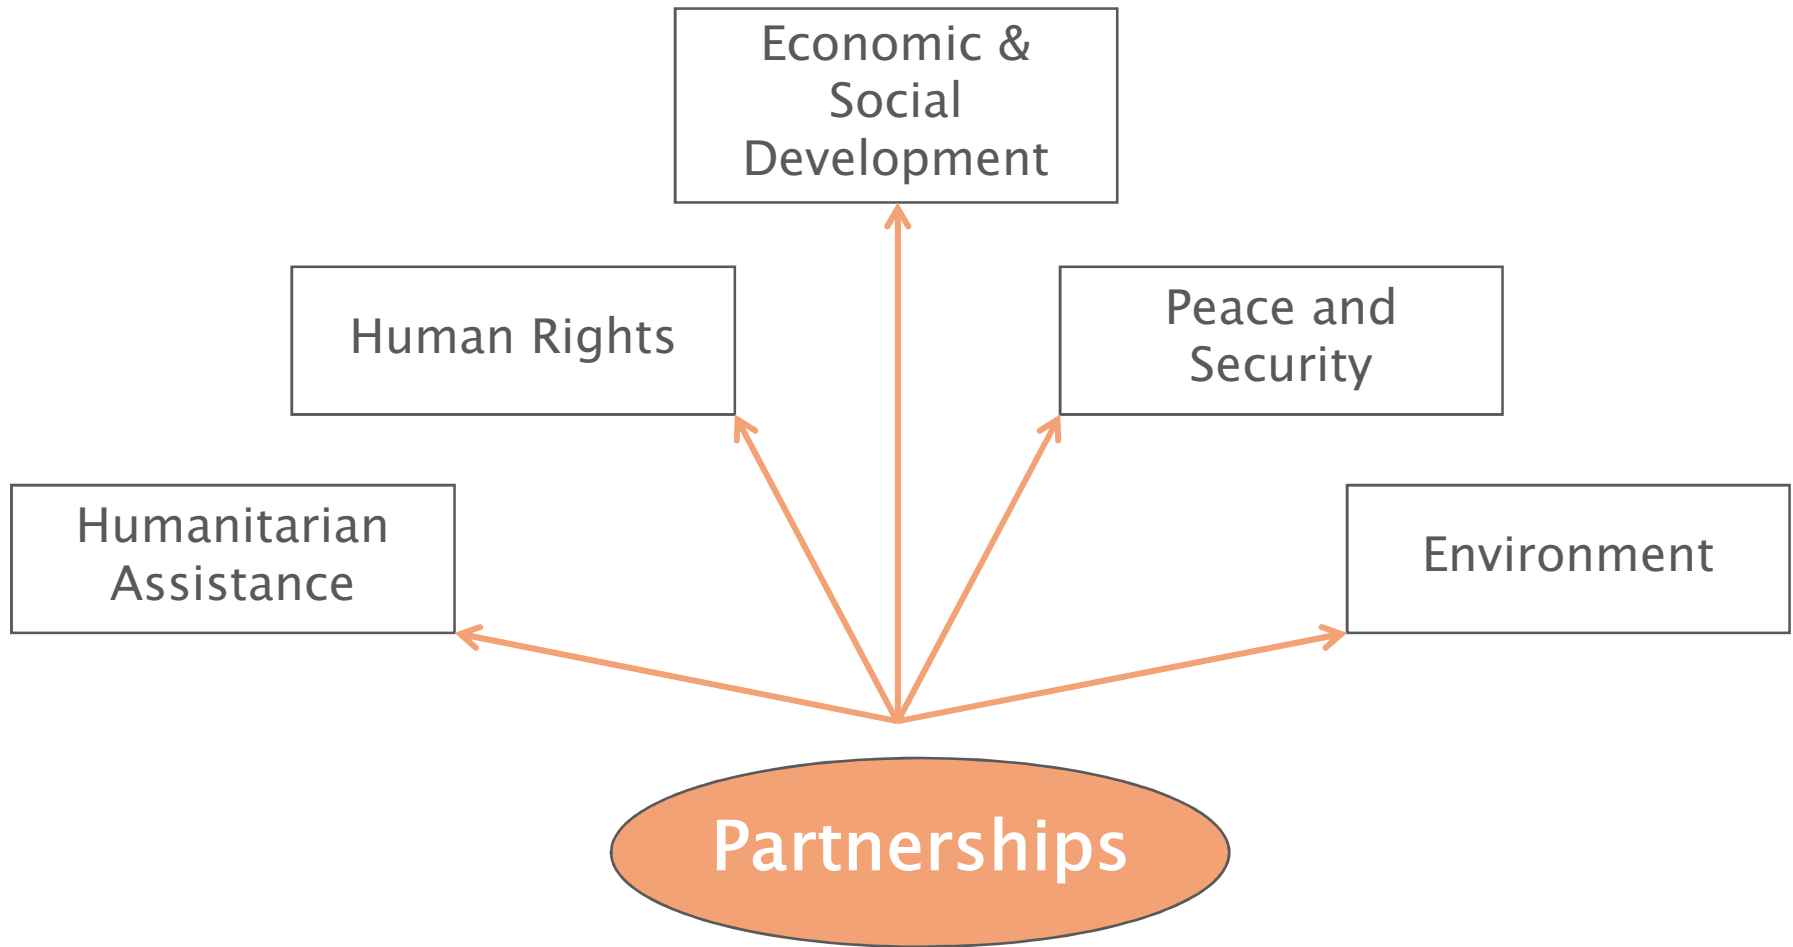 Economic &
Social
Development
Human Rights
Peace and
Security
Humanitarian
Assistance
Environment
Partnerships